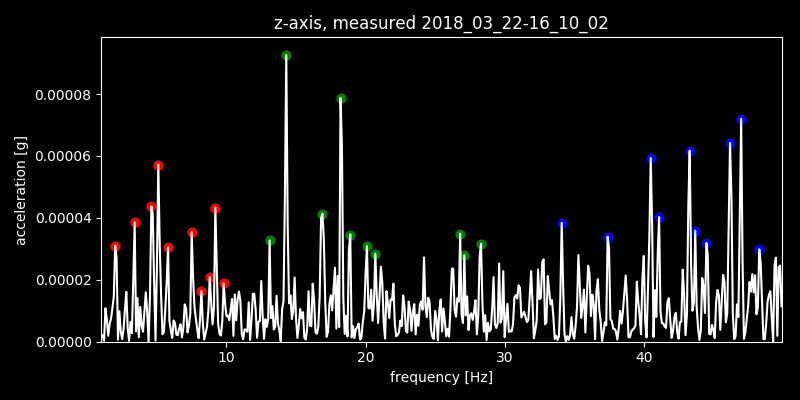 z-axis, measured 2018_03_22-16_10_02
0.00008
0.00006
0.00004
0.00002
0.00000
acceleration [g]
10 20 30 40
frequency [Hz]